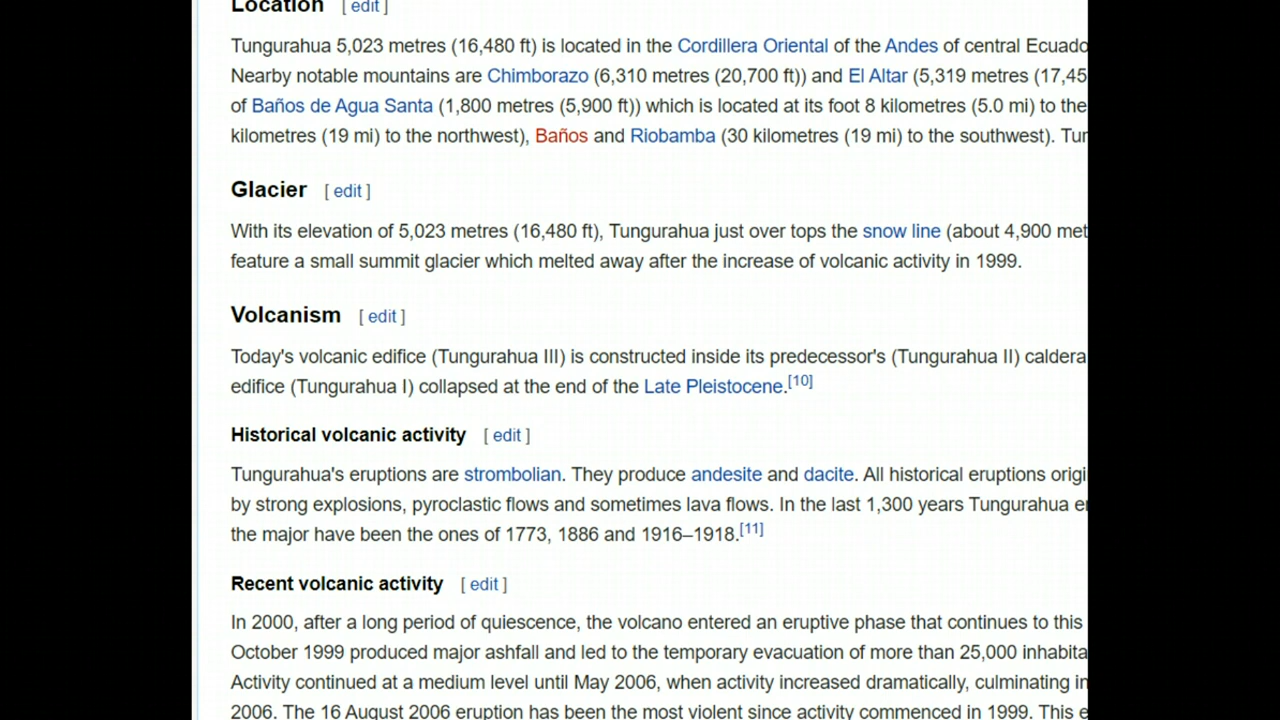 Location [ edit ]
Tungurahua 5,023 metres (16,480 ft) is located in the Cordillera Oriental of the Andes of central
Nearby notable mountains are Chimborazo (6,310 metres (20,700 ft)) and El Altar (5,319 metres
of Baños de Agua Santa (1,800 metres (5,900 ft)) which is located at its foot 8 kilometres (5.0 mi) to the
kilometres (19 mi) to the northwest), Baños and Riobamba (30 kilometres (19 mi) to the southwest).
Glacier [ edit ]
With its elevation of 5,023 metres (16,480 ft), Tungurahua just over tops the snow line (about 4,900
feature a small summit glacier which melted away after the increase of volcanic activity in 1999.
Volcanism [ edit ]
Today's volcanic edifice (Tungurahua III) is constructed inside its predecessor's (Tungurahua II) caldera
edifice (Tungurahua I) collapsed at the end of the Late Pleistocene.[10]
Historical volcanic activity [ edit ]
Tungurahua's eruptions are strombolian. They produce andesite and dacite. All historical eruptions
by strong explosions, pyroclastic flows and sometimes lava flows. In the last 1,300 years Tungurahua
the major have been the ones of 1773, 1886 and 1916–1918.[11]
Recent volcanic activity [ edit ]
In 2000, after a long period of quiescence, the volcano entered an eruptive phase that continues to this
October 1999 produced major ashfall and led to the temporary evacuation of more than 25,000
Activity continued at a medium level until May 2006, when activity increased dramatically, culminating in
2006. The 16 August 2006 eruption has been the most violent since activity commenced in 1999. This